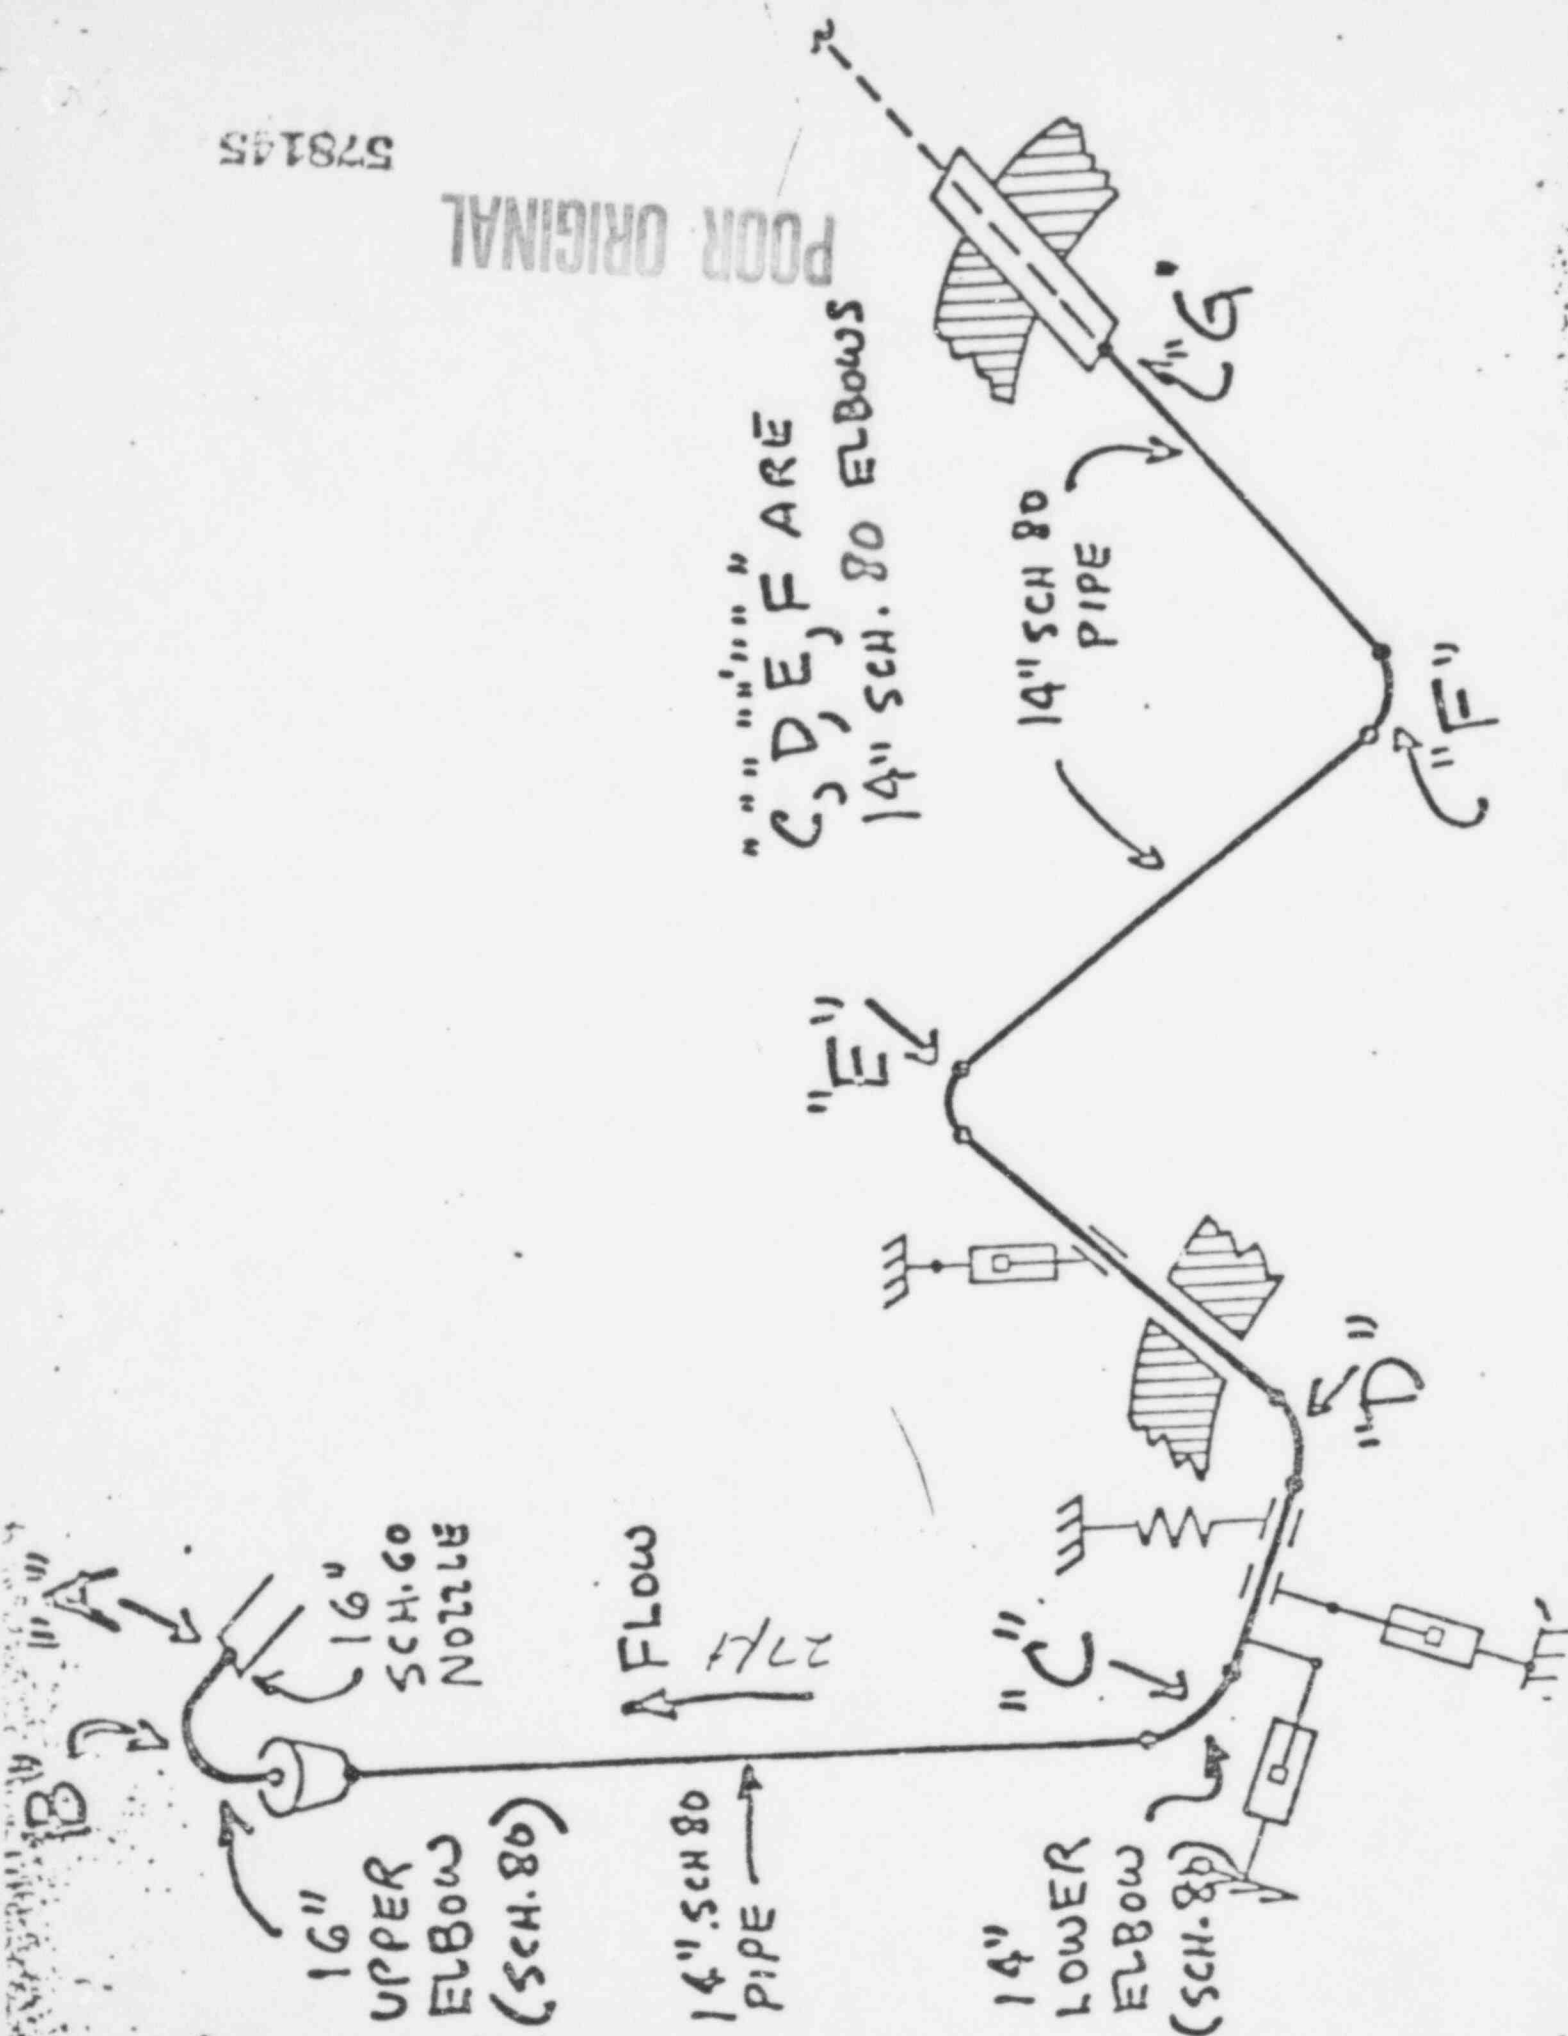 578145
POOR ORIGINAL
"C", "D", "E", "F" ARE
14" SCH. 80 ELBOWS
14" SCH 80
PIPE
"G"
"F"
"E"
"D"
"C"
"A"
B
16"
SCH. 60
NOZZLE
FLOW
16"
UPPER
ELBOW
(SCH. 80)
14" SCH 80
PIPE
14"
LOWER
ELBOW
(SCH. 80)